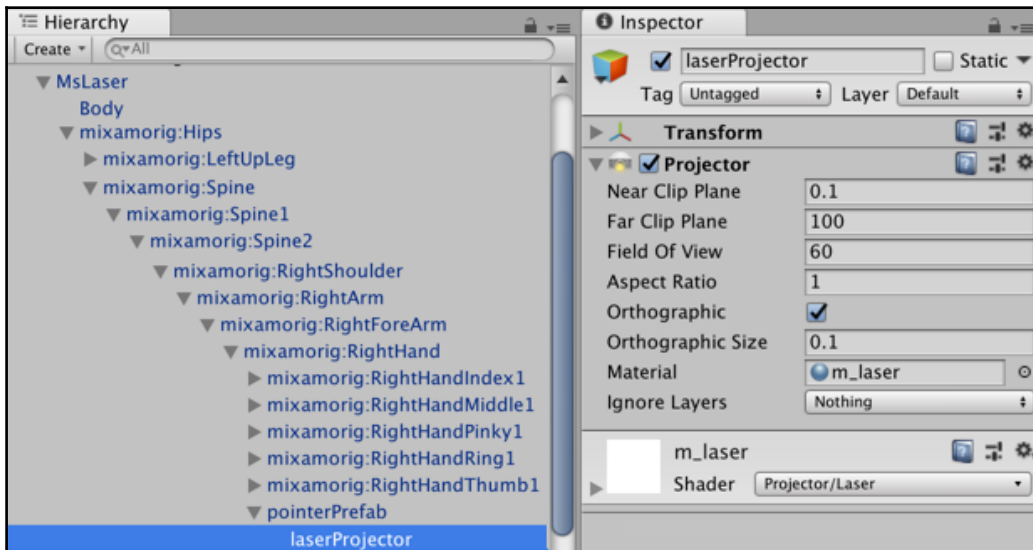 Hierarchy
Create
All
MsLaser
Body
mixamorig:Hips
mixamorig:LeftUpLeg
mixamorig:Spine
mixamorig:Spine1
mixamorig:Spine2
mixamorig:RightShoulder
mixamorig:RightArm
mixamorig:RightForeArm
mixamorig:RightHand
mixamorig:RightHandIndex1
mixamorig:RightHandMiddle1
mixamorig:RightHandPinky1
mixamorig:RightHandRing1
mixamorig:RightHandThumb1
pointerPrefab
laserProjector
Inspector
laserProjector Static
Tag Untagged Layer Default
Transform
Projector
Near Clip Plane 0.1
Far Clip Plane 100
Field Of View 60
Aspect Ratio 1
Orthographic
Orthographic Size 0.1
Material m_laser
Ignore Layers Nothing
m_laser
Shader Projector/Laser